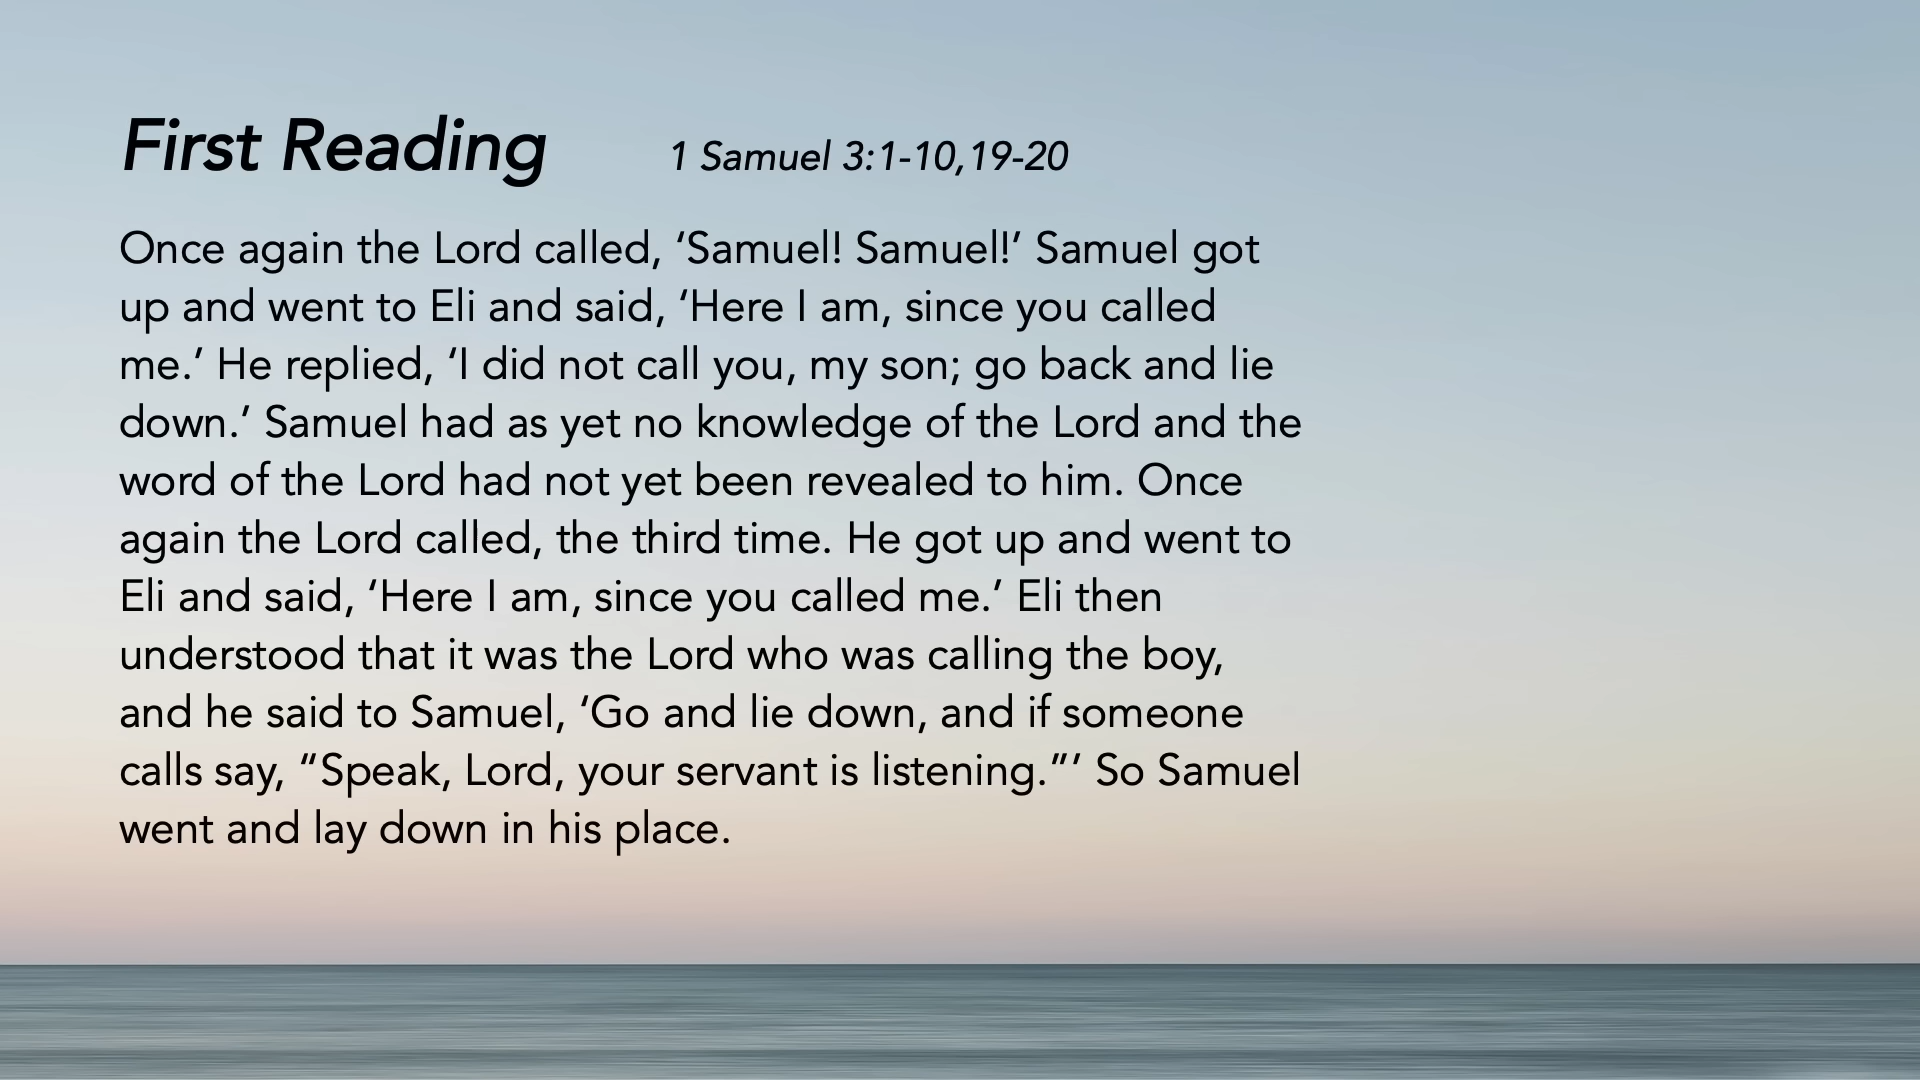 First Reading 1 Samuel 3:1-10,19-20
Once again the Lord called, ‘Samuel! Samuel!’ Samuel got
up and went to Eli and said, ‘Here I am, since you called
me.’ He replied, ‘I did not call you, my son; go back and lie
down.’ Samuel had as yet no knowledge of the Lord and the
word of the Lord had not yet been revealed to him. Once
again the Lord called, the third time. He got up and went to
Eli and said, ‘Here I am, since you called me.’ Eli then
understood that it was the Lord who was calling the boy,
and he said to Samuel, ‘Go and lie down, and if someone
calls say, “Speak, Lord, your servant is listening.”’ So Samuel
went and lay down in his place.